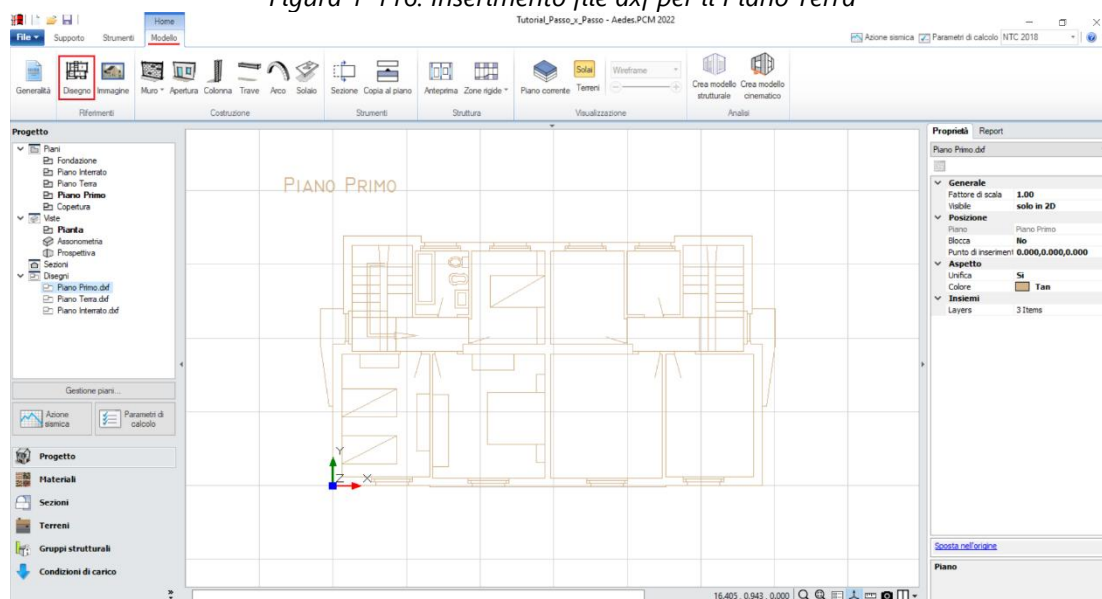 Figura 1-116. Inserimento file dxf per il Piano Terra
Home
Tutorial_Passo_x_Passo - Aedes.PCM 2022
File
Supporto
Strumenti
Modello
Azione sismica
Parametri di calcolo
NTC 2018
Generalità
Disegno
Immagine
Muro
Apertura
Colonna
Trave
Arco
Solaio
Sezione
Copia al piano
Anteprima
Zone rigide
Piano corrente
Solai
Terreni
Wireframe
Crea modello strutturale
Crea modello cinematico
Riferimenti
Costruzione
Strumenti
Struttura
Visualizzazione
Analisi
Progetto
Piani
Fondazione
Piano Interrato
Piano Terra
Piano Primo
Copertura
Viste
Pianta
Assonometria
Prospettiva
Sezioni
Disegni
Piano Primo.dxf
Piano Terra.dxf
Piano Interrato.dxf
Gestione piani...
Azione sismica
Parametri di calcolo
Progetto
Materiali
Sezioni
Terreni
Gruppi strutturali
Condizioni di carico
PIANO PRIMO
Y
Z X
16.405 , 0.943 , 0.000
Proprietà Report
Piano Primo.dxf
Generale
Fattore di scala 1.00
Visibile solo in 2D
Posizione
Piano Piano Primo
Blocca No
Punto di inseriment 0.000,0.000,0.000
Aspetto
Unifica Sì
Colore Tan
Insiemi
Layers 3 Items
Sposta nell'origine
Piano